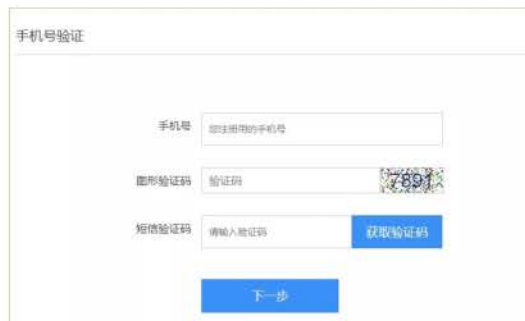 手机号验证
手机号 您注册用的手机号
图形验证码 验证码 7891
短信验证码 请输入验证码 获取验证码
下一步